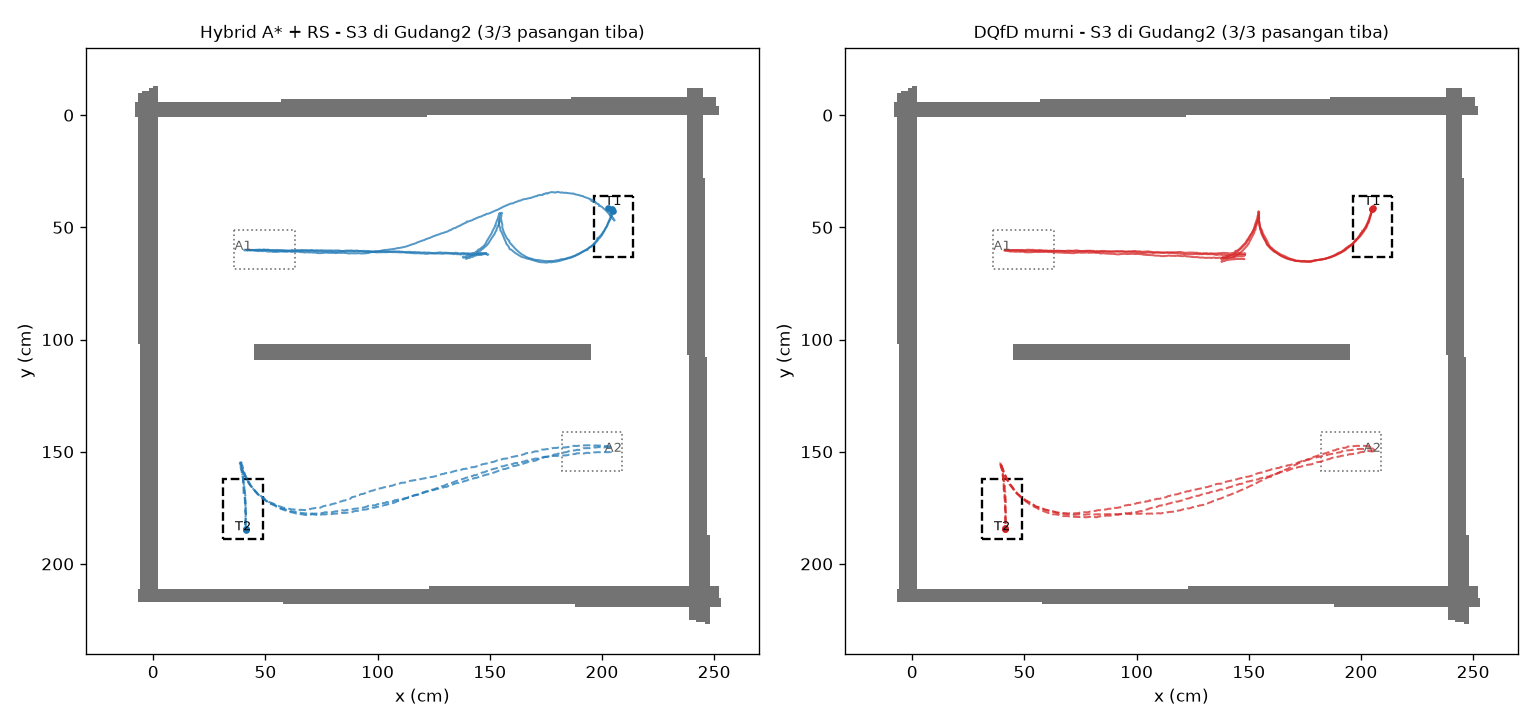 Hybrid A* + RS - S3 di Gudang2 (3/3 pasangan tiba)
0
50
100
150
200
y (cm)
0
50
100
150
200
250
x (cm)
A1
T1
A2
T2
DQfD murni - S3 di Gudang2 (3/3 pasangan tiba)
0
50
100
150
200
y (cm)
0
50
100
150
200
250
x (cm)
A1
T1
A2
T2